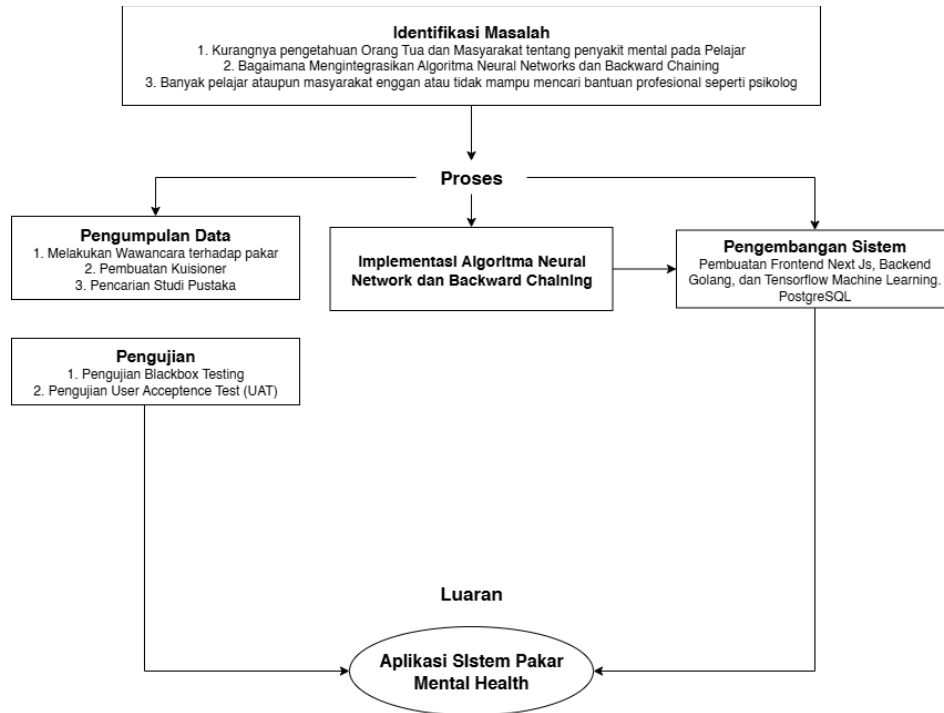 Identifikasi Masalah
1. Kurangnya pengetahuan Orang Tua dan Masyarakat tentang penyakit mental pada Pelajar
2. Bagaimana Mengintegrasikan Algoritma Neural Networks dan Backward Chaining
3. Banyak pelajar ataupun masyarakat enggan atau tidak mampu mencari bantuan profesional seperti psikolog
Proses
Pengumpulan Data
1. Melakukan Wawancara terhadap pakar
2. Pembuatan Kuisioner
3. Pencarian Studi Pustaka
Implementasi Algoritma Neural
Network dan Backward Chaining
Pengembangan Sistem
Pembuatan Frontend Next Js, Backend
Golang, dan Tensorflow Machine Learning.
PostgreSQL
Pengujian
1. Pengujian Blackbox Testing
2. Pengujian User Acceptence Test (UAT)
Luaran
Aplikasi SIstem Pakar
Mental Health